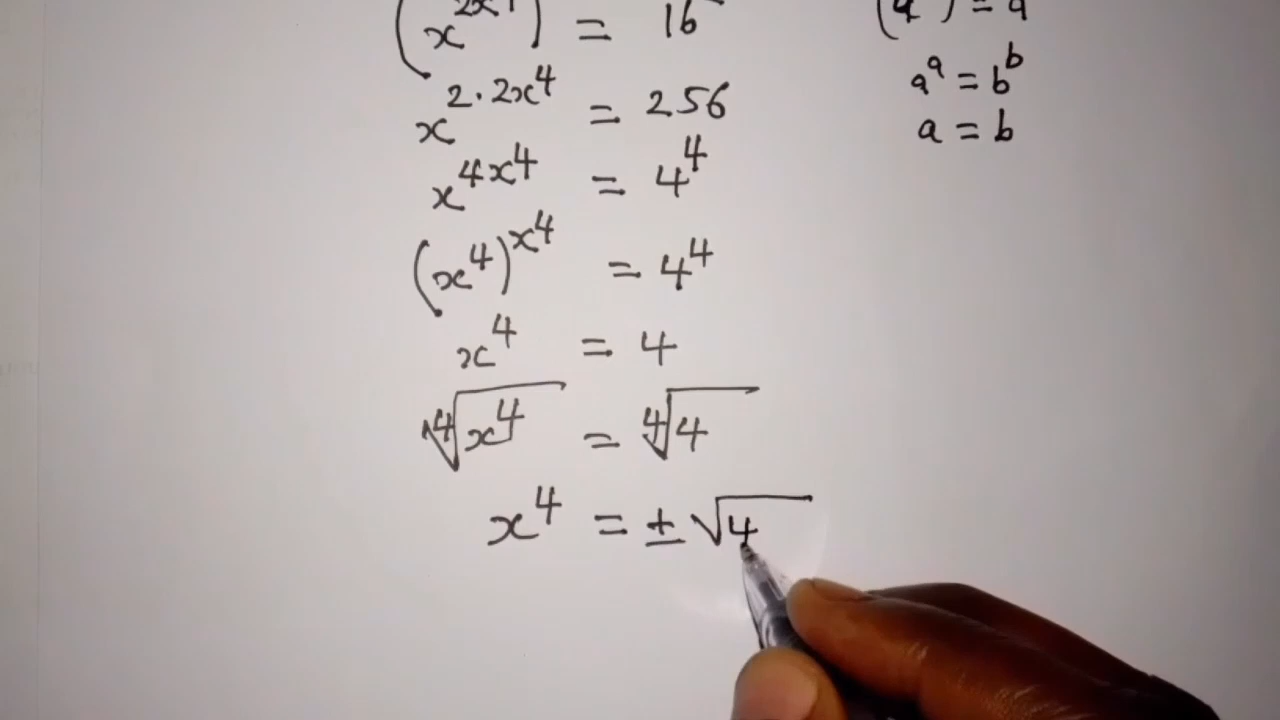 (x^{2x^4}) = 16
x^{2·2x^4} = 256
x^{4x^4} = 4^4
(x^4)^{x^4} = 4^4
x^4 = 4
∜x^4 = ∜4
x^4 = ± √4
a^a = b^b
a = b